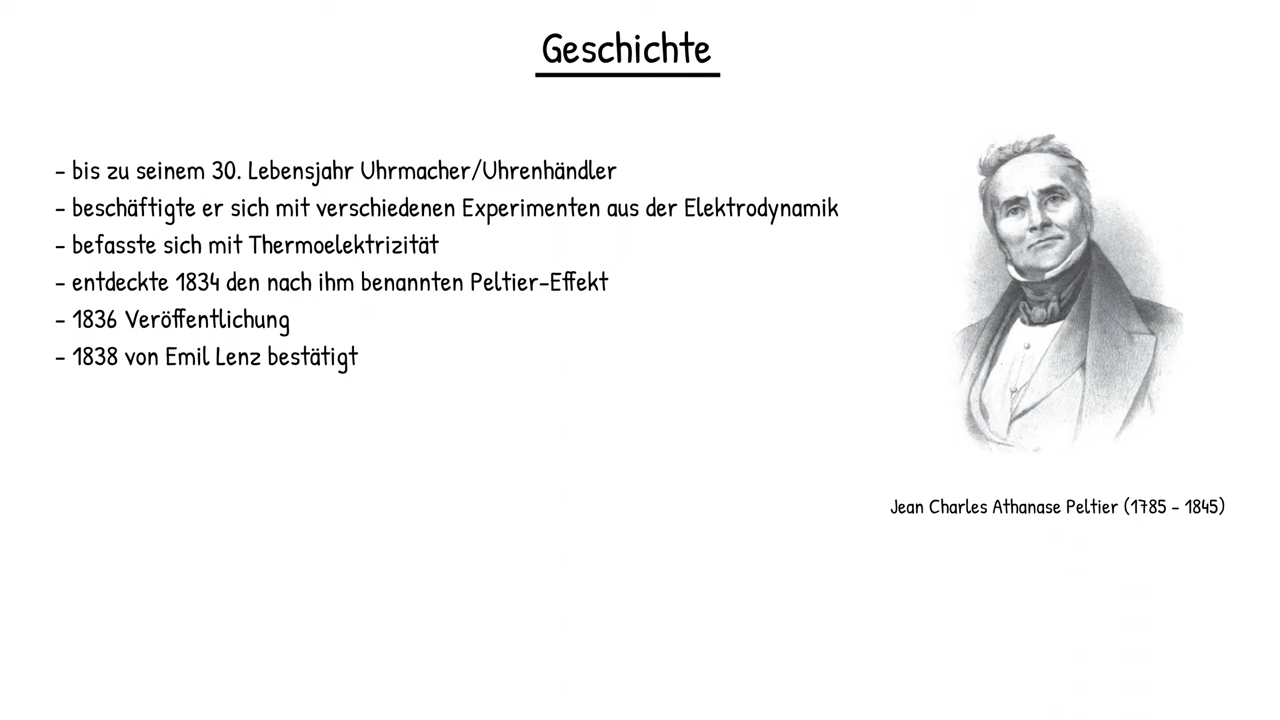 Geschichte
- bis zu seinem 30. Lebensjahr Uhrmacher/Uhrenhändler
- beschäftigte er sich mit verschiedenen Experimenten aus der Elektrodynamik
- befasste sich mit Thermoelektrizität
- entdeckte 1834 den nach ihm benannten Peltier-Effekt
- 1836 Veröffentlichung
- 1838 von Emil Lenz bestätigt
Jean Charles Athanase Peltier (1785 - 1845)